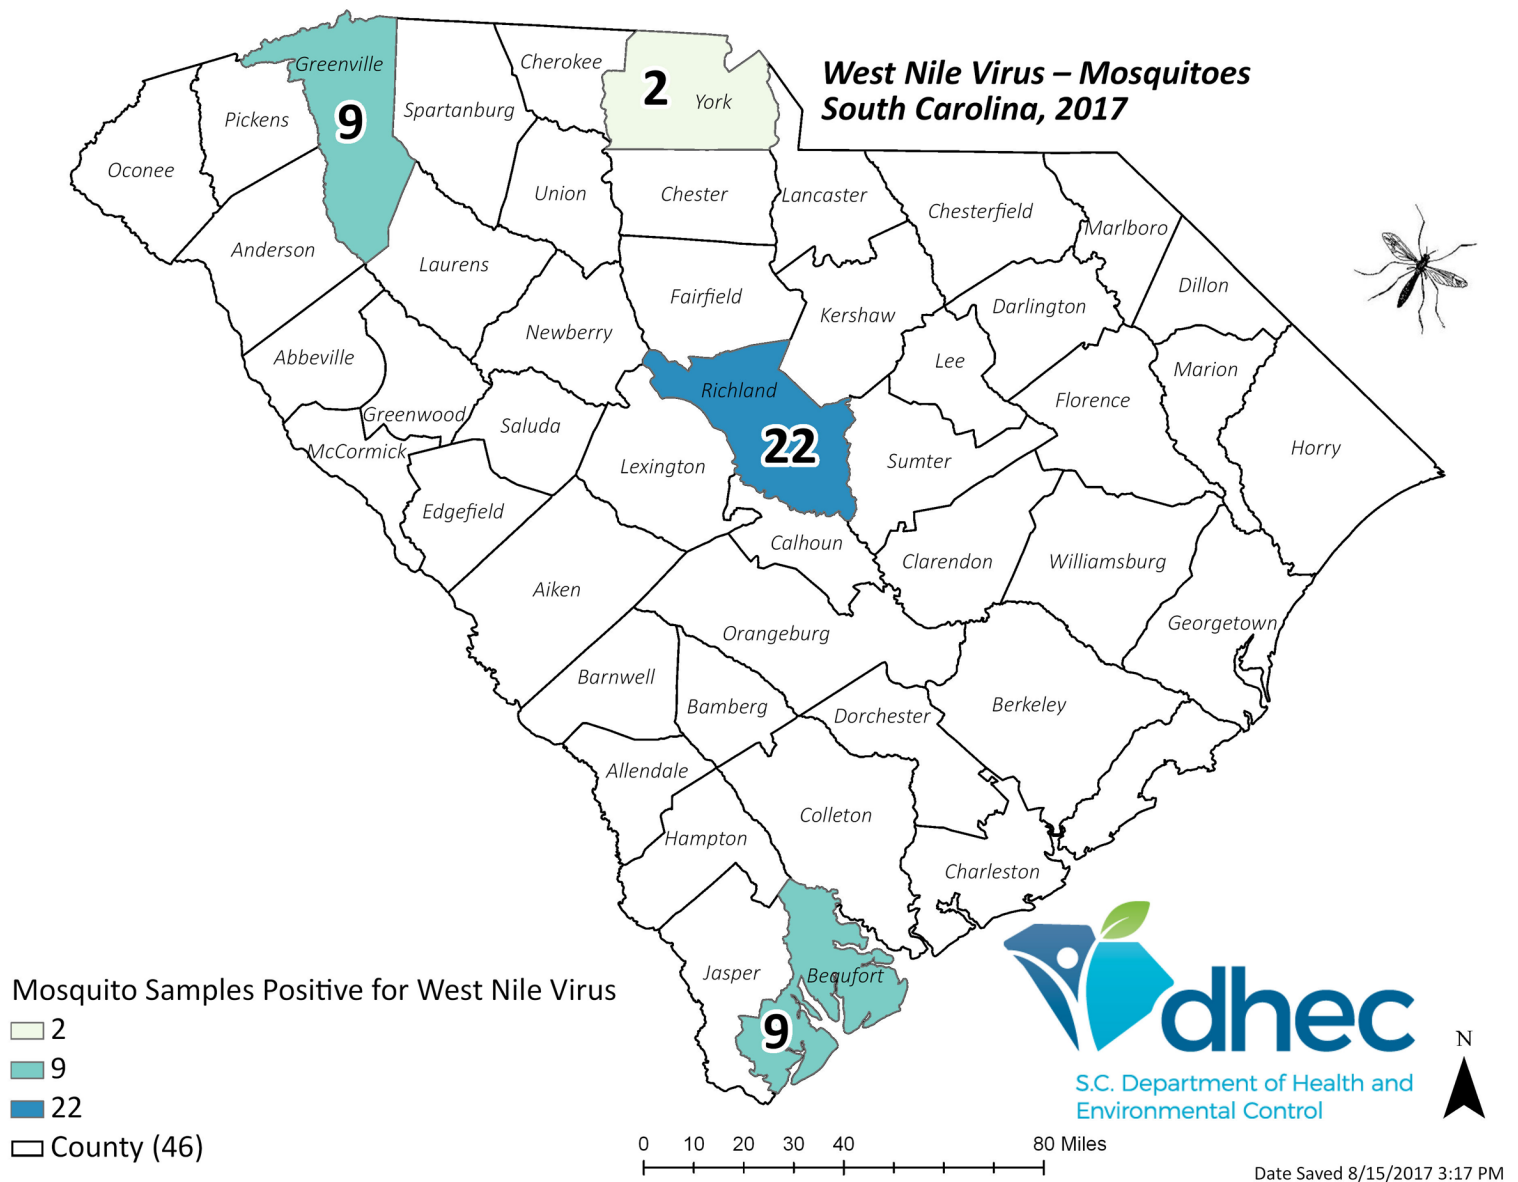 West Nile Virus – Mosquitoes
South Carolina, 2017
Greenville
9
Cherokee
2
York
Spartanburg
Pickens
Oconee
Union
Chester
Lancaster
Chesterfield
Marlboro
Anderson
Laurens
Dillon
Fairfield
Kershaw
Darlington
Newberry
Abbeville
Lee
Marion
Richland
22
Greenwood
Saluda
Florence
McCormick
Lexington
Sumter
Horry
Edgefield
Calhoun
Clarendon
Williamsburg
Aiken
Orangeburg
Georgetown
Barnwell
Bamberg
Dorchester
Berkeley
Allendale
Colleton
Hampton
Charleston
Jasper
Beaufort
9
Mosquito Samples Positive for West Nile Virus
2
9
22
County (46)
dhec
S.C. Department of Health and
Environmental Control
N
0 10 20 30 40 80 Miles
Date Saved 8/15/2017 3:17 PM